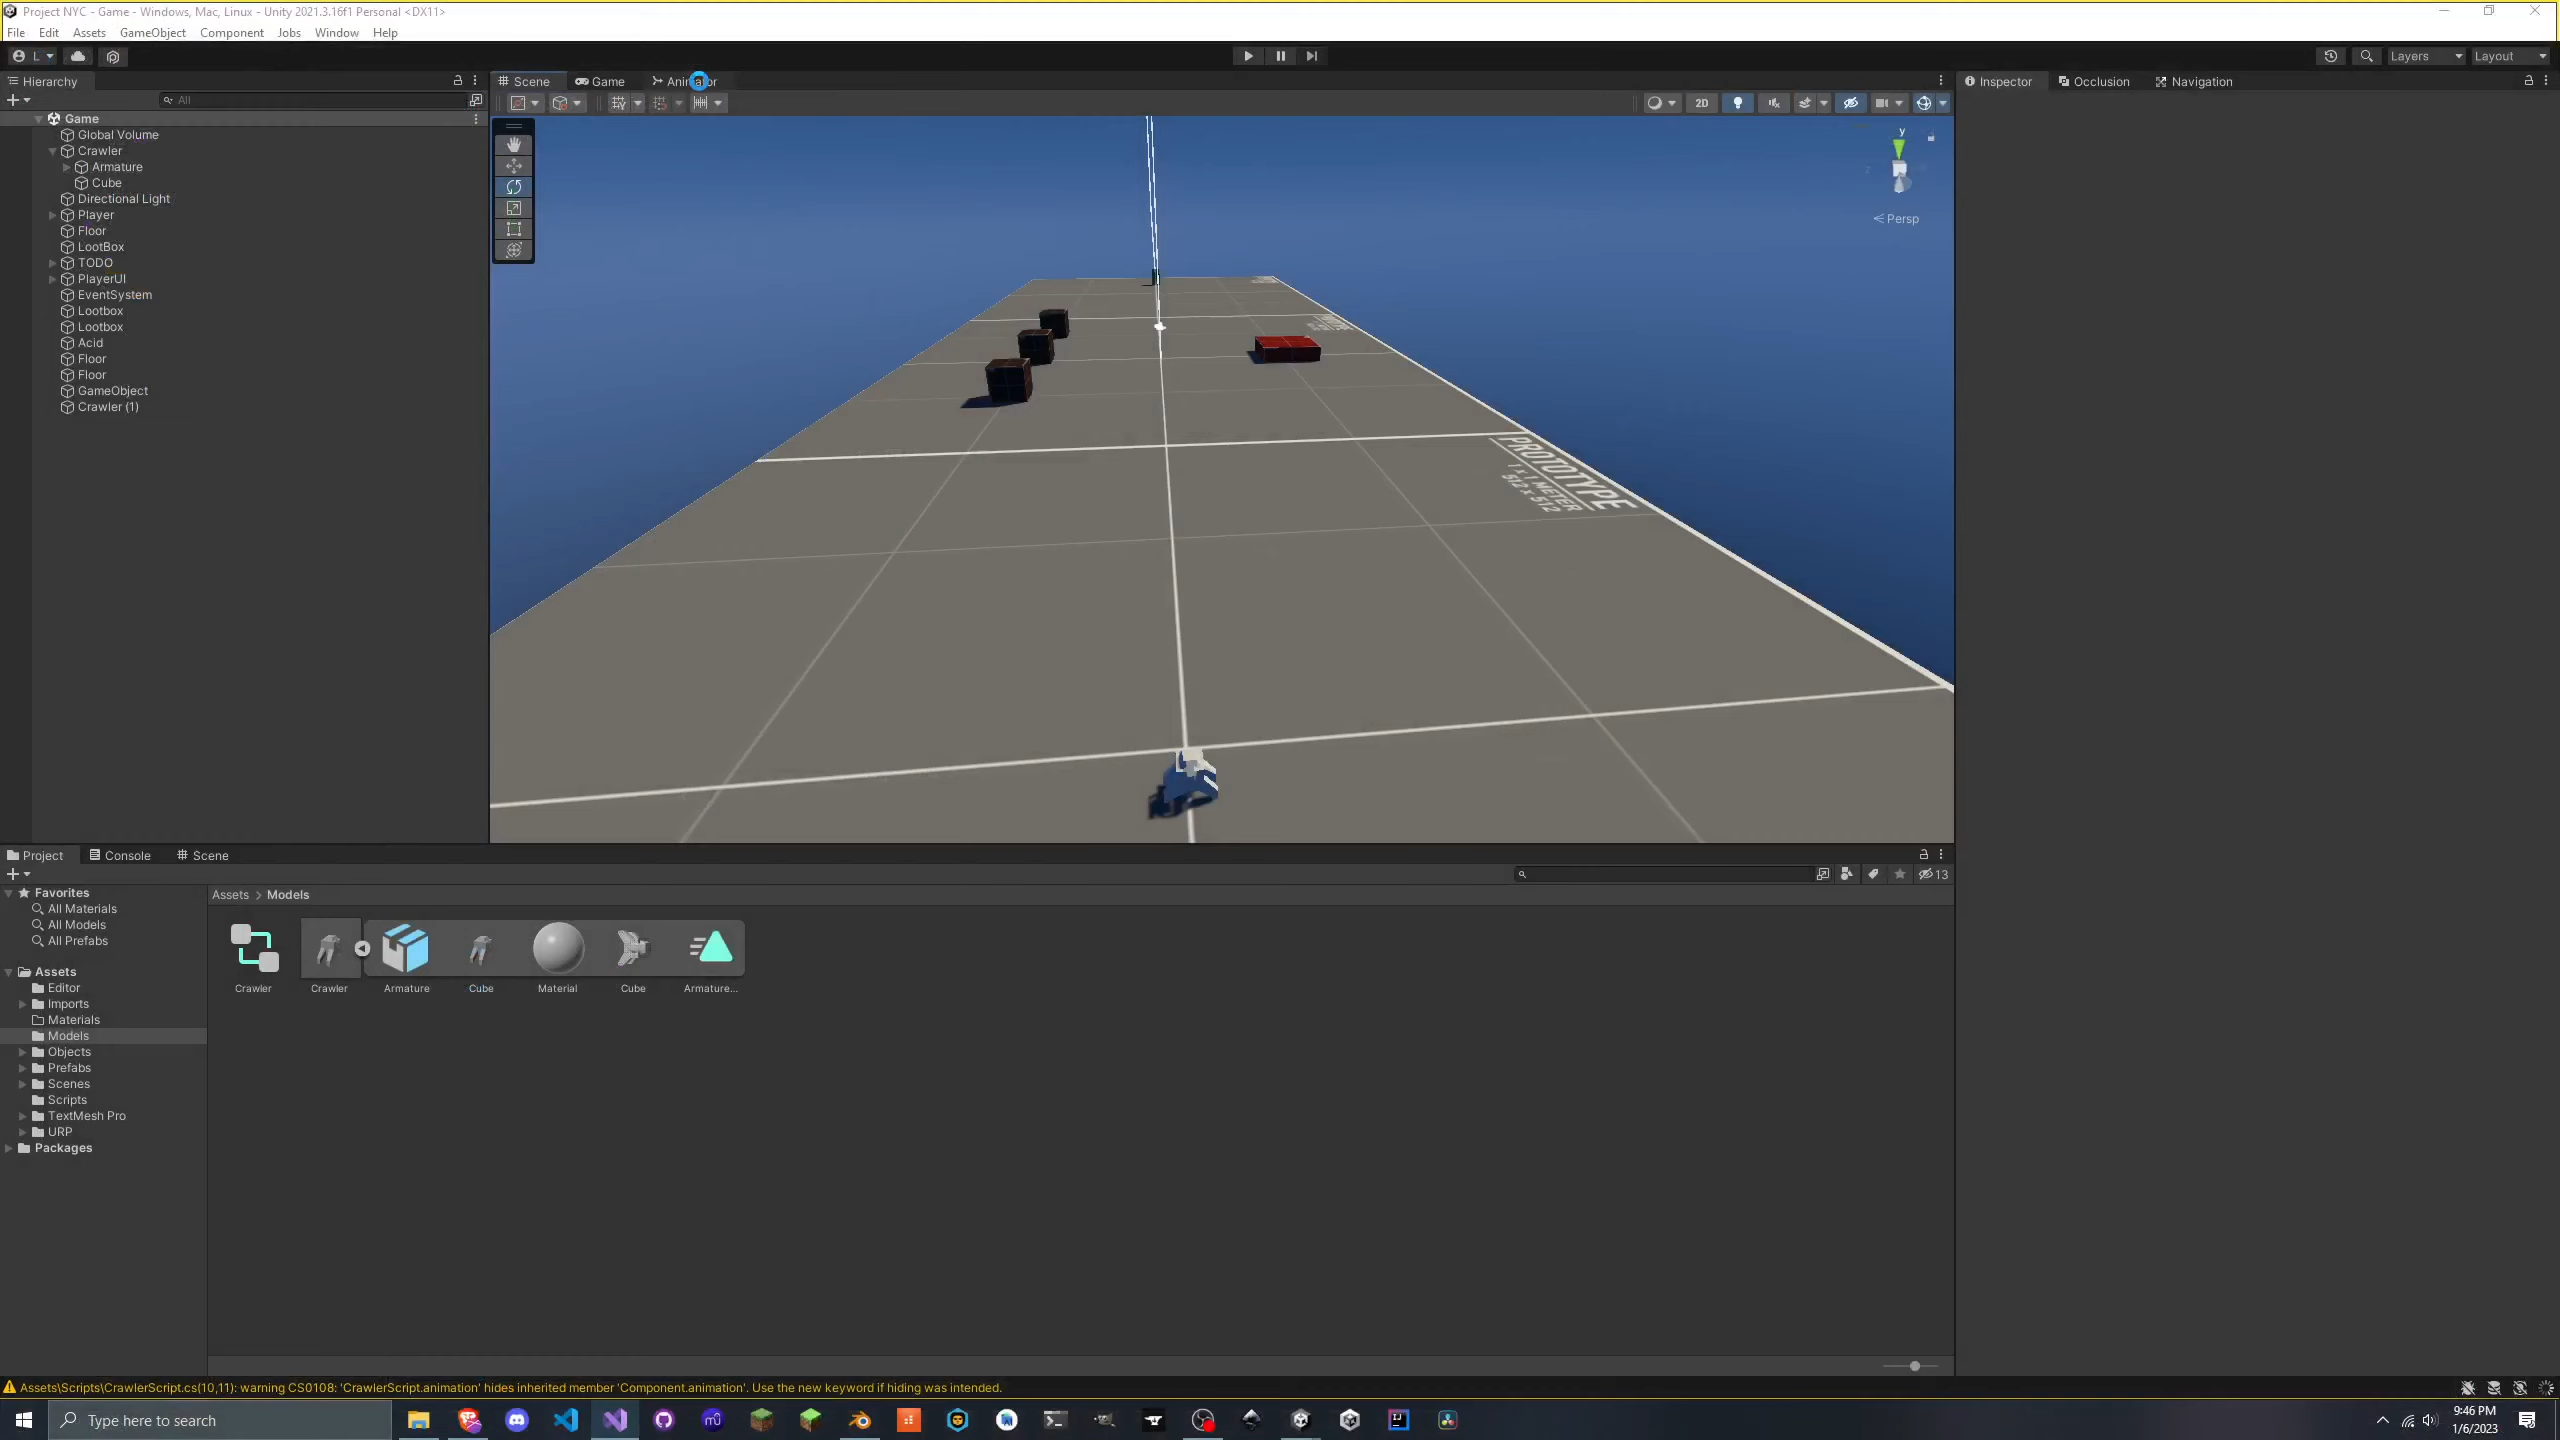 Project NYC - Game - Windows, Mac, Linux - Unity 2021.3.16f1 Personal <DX11>
File Edit Assets GameObject Component Jobs Window Help
L
Layers
Layout
Hierarchy
Scene
Game
Animator
Inspector
Occlusion
Navigation
All
2D
Game
Global Volume
Crawler
Armature
Cube
Directional Light
Player
Floor
LootBox
TODO
PlayerUI
EventSystem
Lootbox
Lootbox
Acid
Floor
Floor
GameObject
Crawler (1)
y
z
Persp
PROTOTYPE
1 x 1 METER
512 x 512
Project
Console
Scene
13
Favorites
All Materials
All Models
All Prefabs
Assets
Editor
Imports
Materials
Models
Objects
Prefabs
Scenes
Scripts
TextMesh Pro
URP
Packages
Assets > Models
Crawler
Crawler
Armature
Cube
Material
Cube
Armature...
Assets\Scripts\CrawlerScript.cs(10,11): warning CS0108: 'CrawlerScript.animation' hides inherited member 'Component.animation'. Use the new keyword if hiding was intended.
Type here to search
9:46 PM
1/6/2023